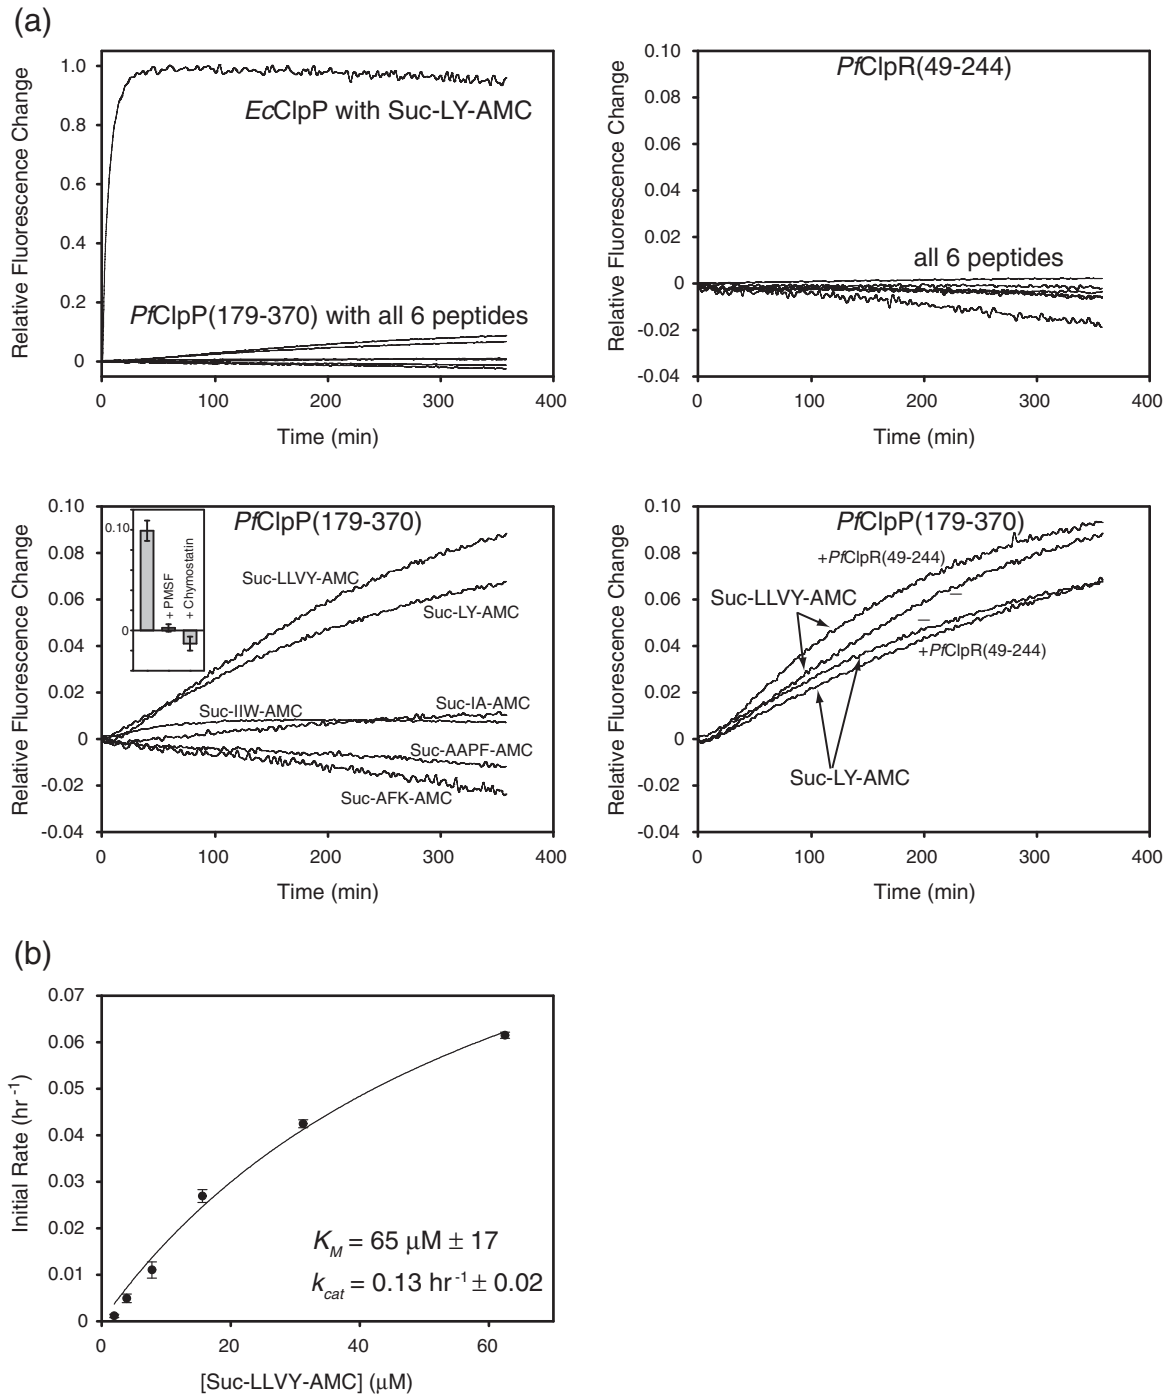 (a)
Relative Fluorescence Change
1.0
0.8
0.6
0.4
0.2
0
EcClpP with Suc-LY-AMC
PfClpP(179-370) with all 6 peptides
0 100 200 300 400
Time (min)
Relative Fluorescence Change
0.10
0.08
0.06
0.04
0.02
0
-0.02
-0.04
PfClpR(49-244)
all 6 peptides
0 100 200 300 400
Time (min)
Relative Fluorescence Change
0.10
0.08
0.06
0.04
0.02
0
-0.02
-0.04
0.10
0
+ PMSF
+ Chymostatin
PfClpP(179-370)
Suc-LLVY-AMC
Suc-LY-AMC
Suc-IIW-AMC
Suc-IA-AMC
Suc-AAPF-AMC
Suc-AFK-AMC
0 100 200 300 400
Time (min)
Relative Fluorescence Change
0.10
0.08
0.06
0.04
0.02
0
-0.02
-0.04
PfClpP(179-370)
+PfClpR(49-244)
Suc-LLVY-AMC
–
–
+PfClpR(49-244)
Suc-LY-AMC
0 100 200 300 400
Time (min)
(b)
Initial Rate (hr⁻¹)
0.07
0.06
0.05
0.04
0.03
0.02
0.01
0
K_M = 65 µM ± 17
k_cat = 0.13 hr⁻¹ ± 0.02
0 20 40 60
[Suc-LLVY-AMC] (µM)